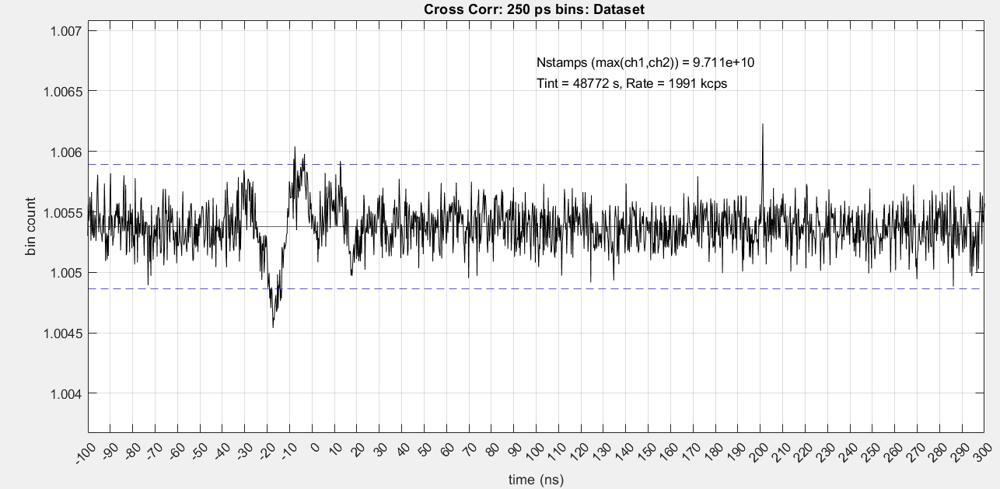 Cross Corr: 250 ps bins: Dataset
1.007
1.0065
1.006
1.0055
1.005
1.0045
1.004
bin count
Nstamps (max(ch1,ch2)) = 9.711e+10
Tint = 48772 s, Rate = 1991 kcps
-100 -90 -80 -70 -60 -50 -40 -30 -20 -10 0 10 20 30 40 50 60 70 80 90 100 110 120 130 140 150 160 170 180 190 200 210 220 230 240 250 260 270 280 290 300
time (ns)